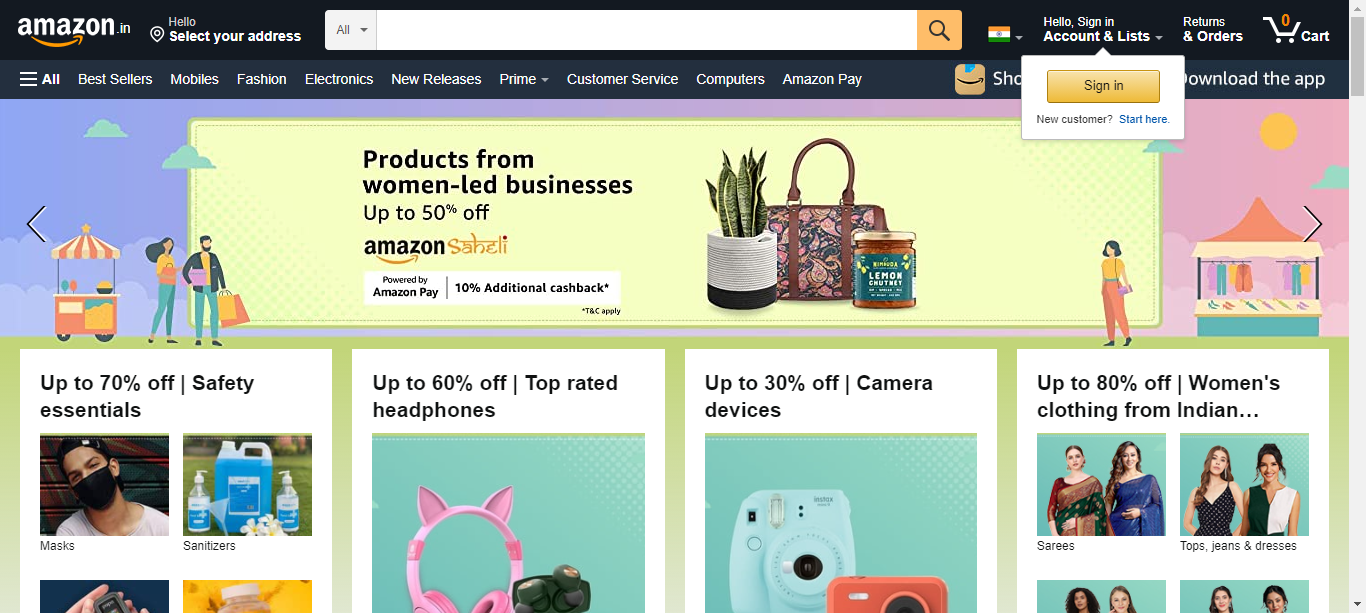 amazon.in
Hello
Select your address
All
Hello, Sign in
Account & Lists
Returns
& Orders
0
Cart
All
Best Sellers
Mobiles
Fashion
Electronics
New Releases
Prime
Customer Service
Computers
Amazon Pay
Sho
Download the app
Sign in
New customer? Start here.
Products from
women-led businesses
Up to 50% off
amazon Saheli
Powered by
Amazon Pay
10% Additional cashback*
*T&C apply
NIMBUDA
LEMON
CHUTNEY
Up to 70% off | Safety
essentials
Masks
Sanitizers
Up to 60% off | Top rated
headphones
Up to 30% off | Camera
devices
instax
Up to 80% off | Women's
clothing from Indian…
Sarees
Tops, jeans & dresses